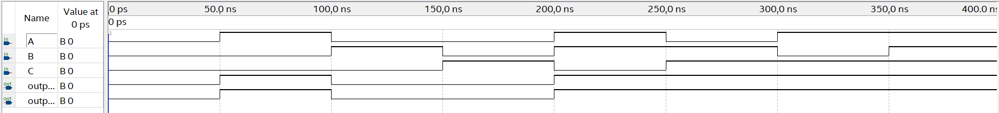 Name
Value at
0 ps
0 ps
50.0 ns
100.0 ns
150.0 ns
200.0 ns
250.0 ns
300.0 ns
350.0 ns
400.0 ns
0 ps
in A B 0
in B B 0
in C B 0
out outp... B 0
out outp... B 0